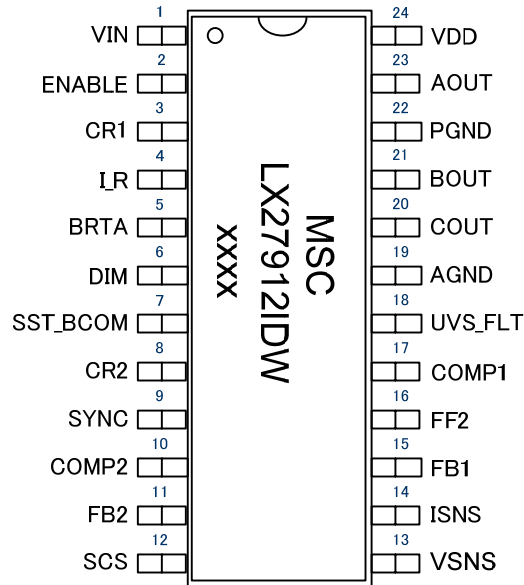 1
24
VIN
VDD
2
23
ENABLE
AOUT
3
22
CR1
PGND
4
21
I_R
BOUT
5
20
BRTA
COUT
6
19
DIM
AGND
7
18
SST_BCOM
UVS_FLT
8
17
CR2
COMP1
9
16
SYNC
FF2
10
15
COMP2
FB1
11
14
FB2
ISNS
12
13
SCS
VSNS
MSC
LX27912IDW
xxxx